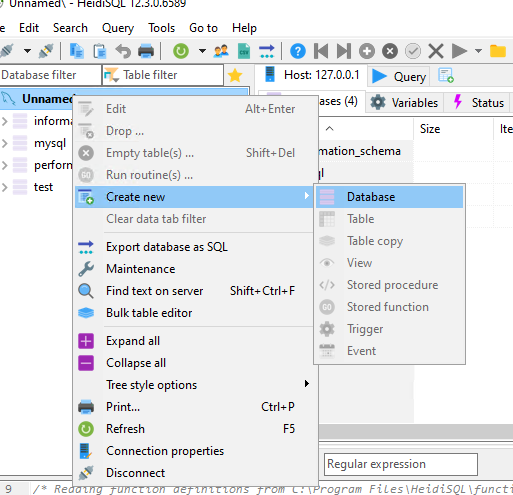 Unnamed\ - HeidiSQL 12.3.0.6589
Edit Search Query Tools Go to Help
Database filter Table filter
Host: 127.0.0.1 Query
Unnamed
Databases (4) Variables Status
informa
mysql
perform
test
Size Ite
mation_schema
ql
Edit Alt+Enter
Drop ...
Empty table(s) ... Shift+Del
Run routine(s) ...
Create new
Clear data tab filter
Export database as SQL
Maintenance
Find text on server Shift+Ctrl+F
Bulk table editor
Expand all
Collapse all
Tree style options
Print... Ctrl+P
Refresh F5
Connection properties
Disconnect
Database
Table
Table copy
View
Stored procedure
Stored function
Trigger
Event
Regular expression
9 /* Reading function definitions from C:\Program Files\HeidiSQL\functi